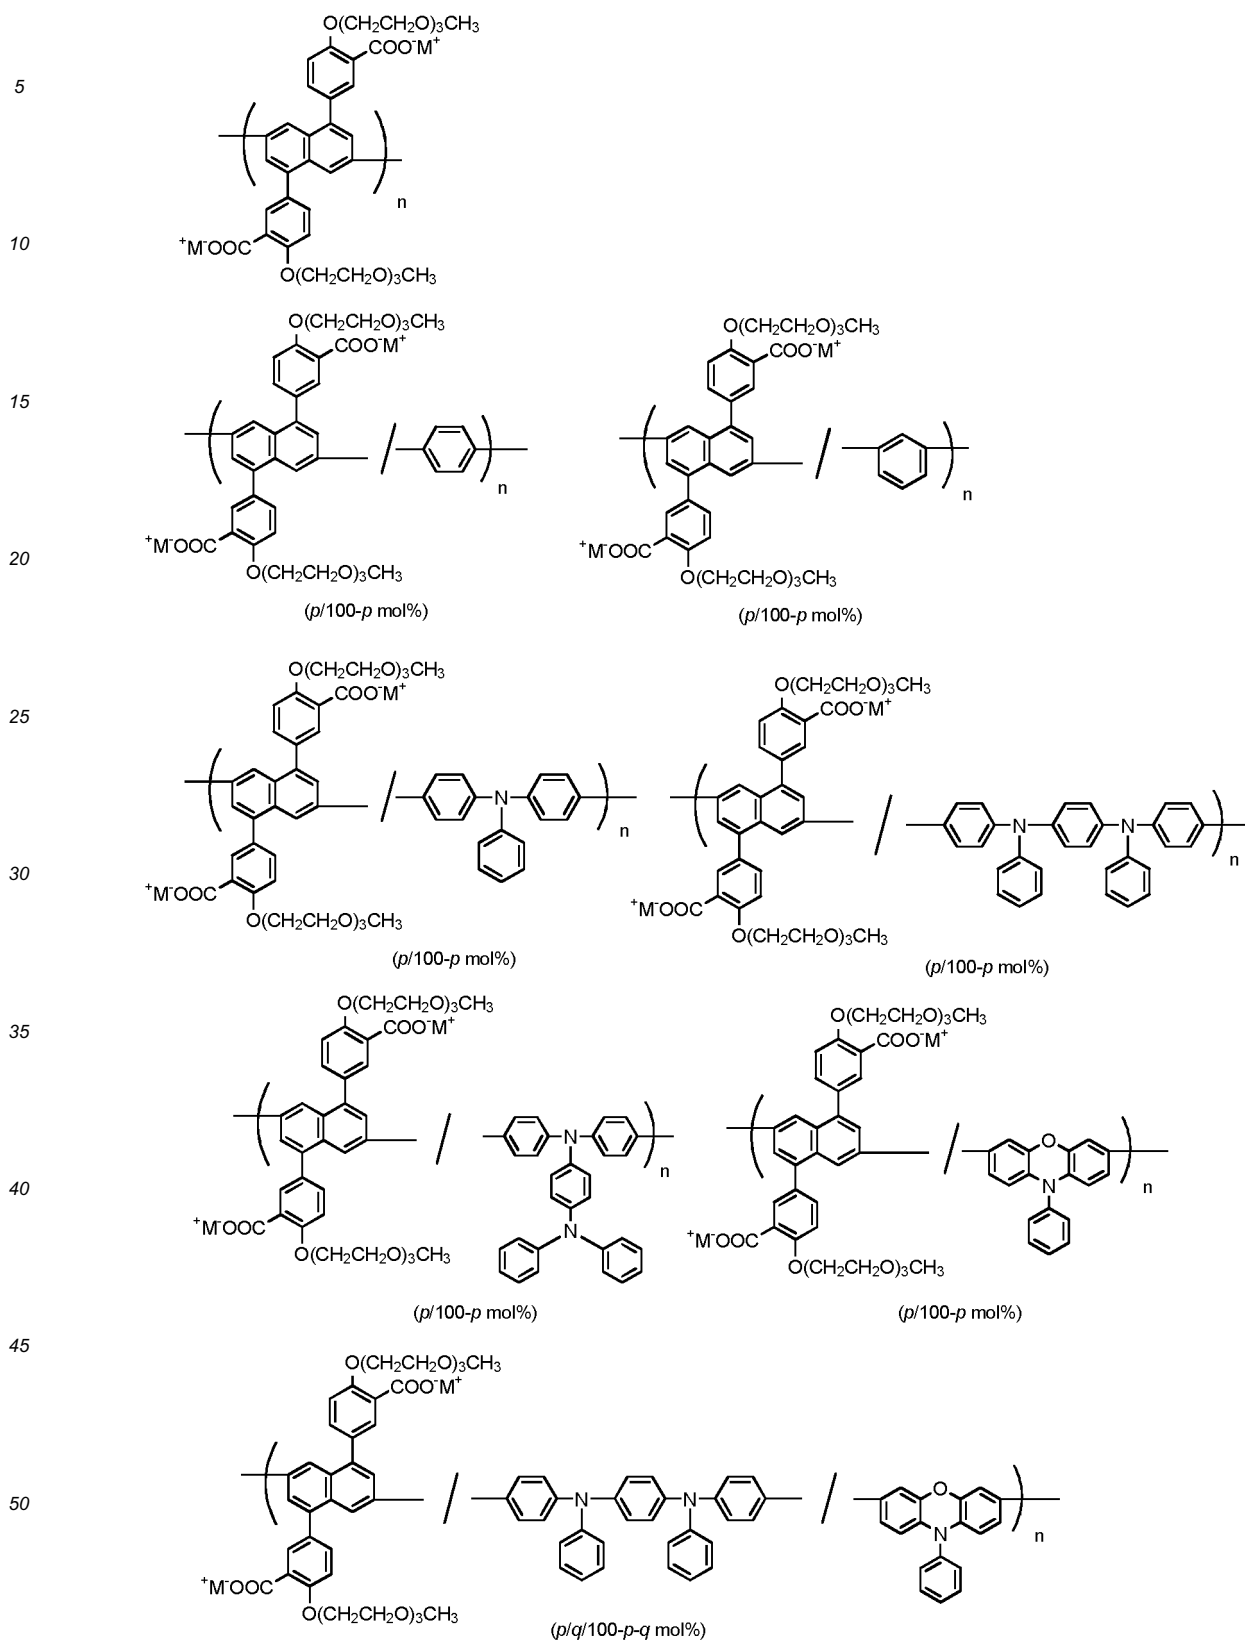 O(CH2CH2O)3CH3
COO-M+
5
n
10
+M-OOC
O(CH2CH2O)3CH3
O(CH2CH2O)3CH3
COO-M+
O(CH2CH2O)3CH3
COO-M+
15
n
n
+M-OOC
O(CH2CH2O)3CH3
+M-OOC
O(CH2CH2O)3CH3
20
(p/100-p mol%)
(p/100-p mol%)
O(CH2CH2O)3CH3
COO-M+
O(CH2CH2O)3CH3
COO-M+
25
N
n
N
N
n
30
+M-OOC
O(CH2CH2O)3CH3
+M-OOC
O(CH2CH2O)3CH3
(p/100-p mol%)
(p/100-p mol%)
O(CH2CH2O)3CH3
COO-M+
O(CH2CH2O)3CH3
COO-M+
35
N
n
N
O
N
n
40
+M-OOC
O(CH2CH2O)3CH3
+M-OOC
O(CH2CH2O)3CH3
(p/100-p mol%)
(p/100-p mol%)
45
O(CH2CH2O)3CH3
COO-M+
50
N
N
O
N
n
+M-OOC
O(CH2CH2O)3CH3
(p/q/100-p-q mol%)